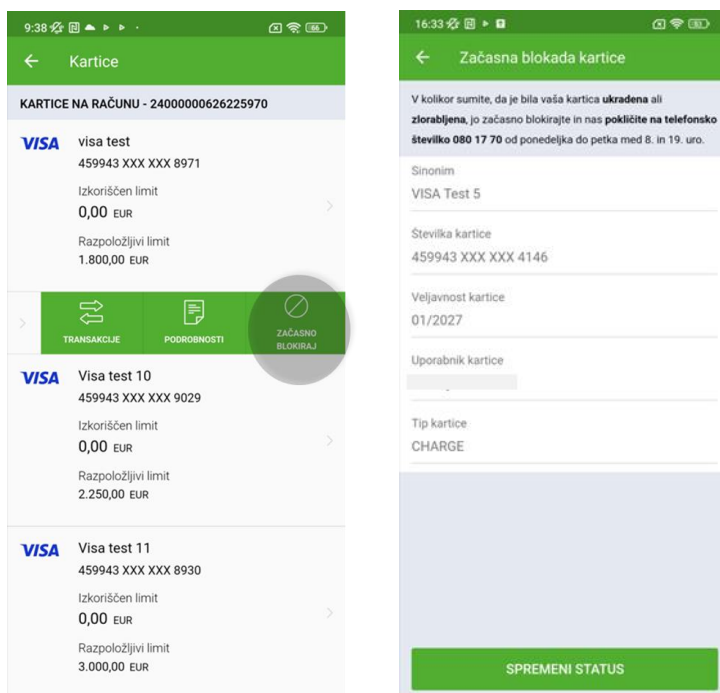 9:38
66
Kartice
KARTICE NA RAČUNU - 24000000626225970
VISA
visa test
459943 XXX XXX 8971
Izkoriščen limit
0,00 EUR
Razpoložljivi limit
1.800,00 EUR
TRANSAKCIJE
PODROBNOSTI
ZAČASNO
BLOKIRAJ
VISA
Visa test 10
459943 XXX XXX 9029
Izkoriščen limit
0,00 EUR
Razpoložljivi limit
2.250,00 EUR
VISA
Visa test 11
459943 XXX XXX 8930
Izkoriščen limit
0,00 EUR
Razpoložljivi limit
3.000,00 EUR
16:33
Začasna blokada kartice
V kolikor sumite, da je bila vaša kartica ukradena ali
zlorabljena, jo začasno blokirajte in nas pokličite na telefonsko
številko 080 17 70 od ponedeljka do petka med 8. in 19. uro.
Sinonim
VISA Test 5
Številka kartice
459943 XXX XXX 4146
Veljavnost kartice
01/2027
Uporabnik kartice
Tip kartice
CHARGE
SPREMENI STATUS